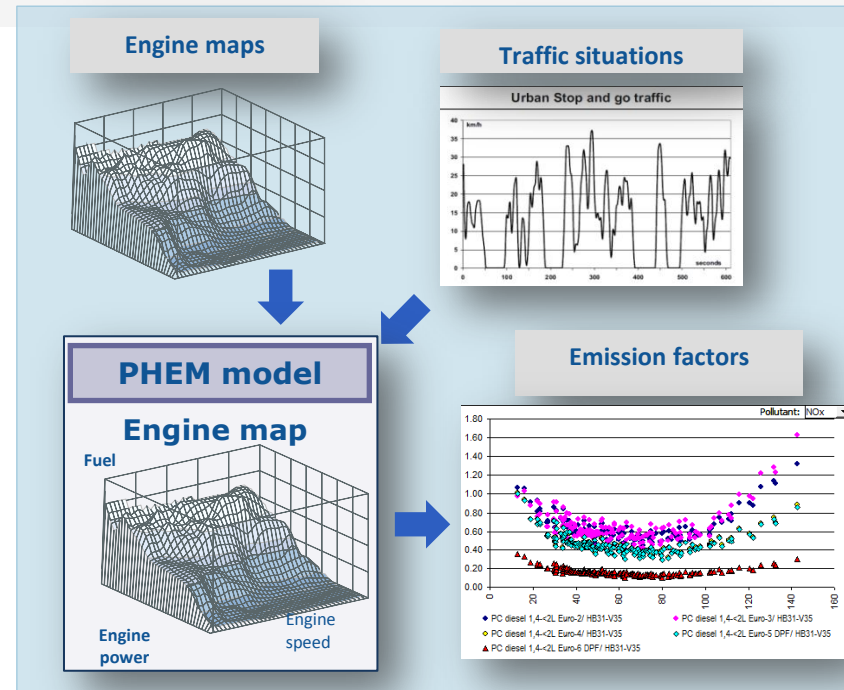 Engine maps
Traffic situations
Urban Stop and go traffic
km/h
40
35
30
25
20
15
10
5
0
0 100 200 300 400 500 600
seconds
PHEM model
Engine map
Fuel
Engine
speed
Engine
power
Emission factors
Pollutant: NOx
1.80
1.60
1.40
1.20
1.00
0.80
0.60
0.40
0.20
0.00
0 20 40 60 80 100 120 140 160
PC diesel 1,4-<2L Euro-2/ HB31-V35
PC diesel 1,4-<2L Euro-3/ HB31-V35
PC diesel 1,4-<2L Euro-4/ HB31-V35
PC diesel 1,4-<2L Euro-5 DPF/ HB31-V35
PC diesel 1,4-<2L Euro-6 DPF/ HB31-V35